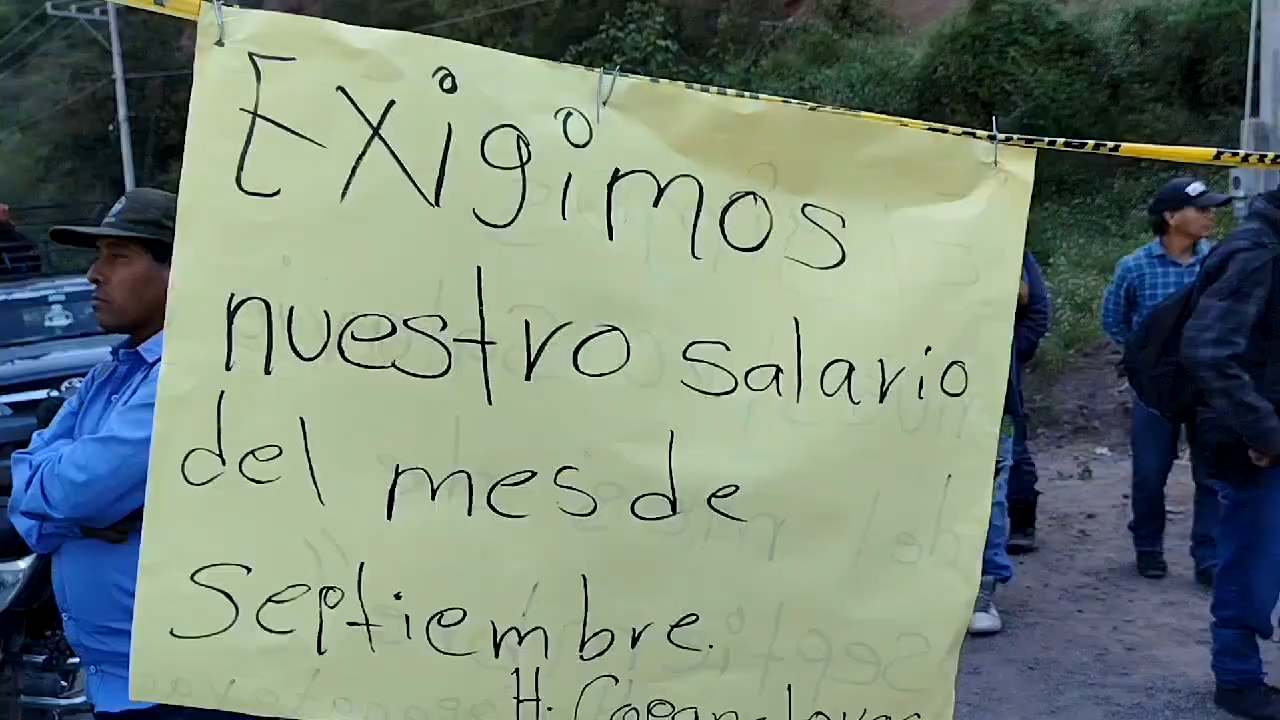 Exigimos
nuestro salario
del mes de
Septiembre.
H.